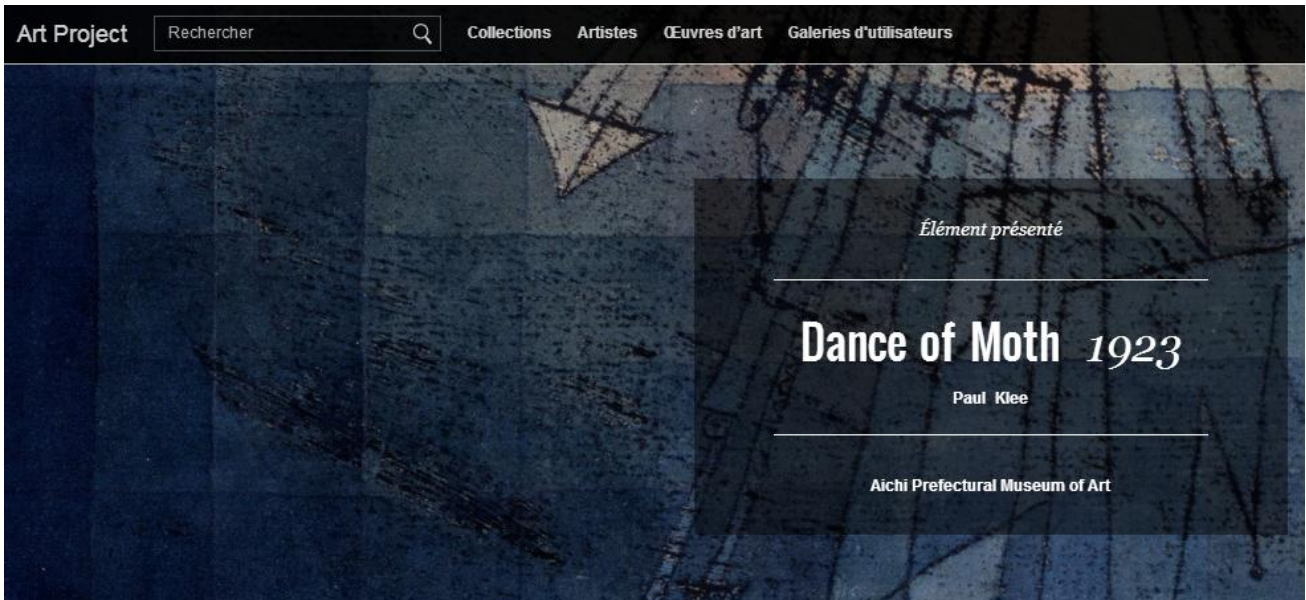 Art Project Rechercher Collections Artistes Œuvres d'art Galeries d'utilisateurs
Élément présenté
Dance of Moth 1923
Paul Klee
Aichi Prefectural Museum of Art